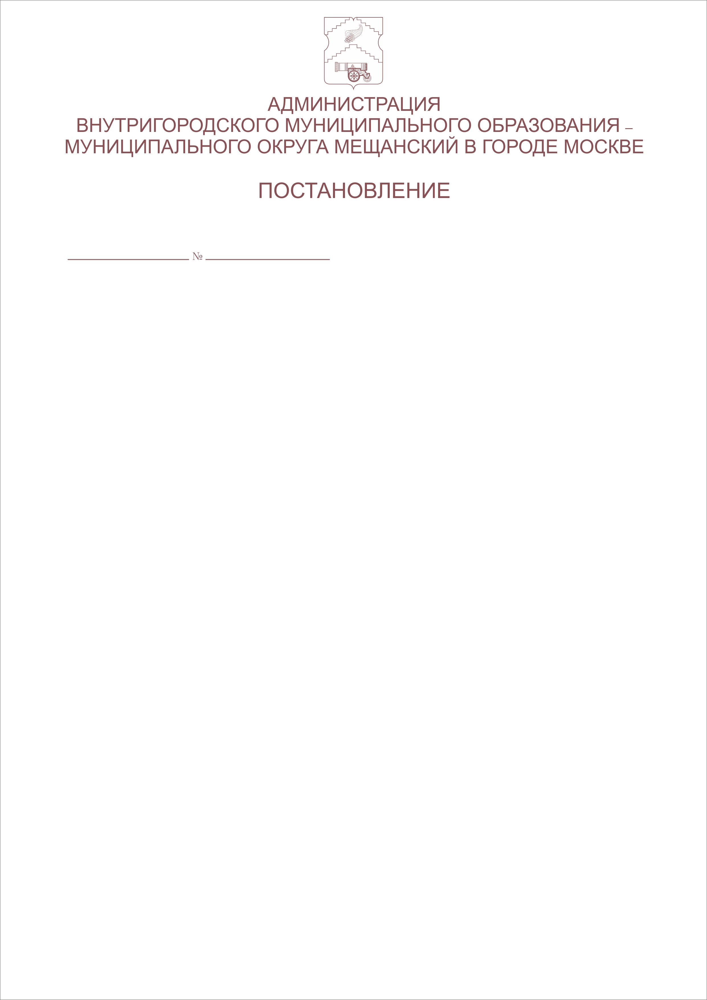 АДМИНИСТРАЦИЯ
ВНУТРИГОРОДСКОГО МУНИЦИПАЛЬНОГО ОБРАЗОВАНИЯ –
МУНИЦИПАЛЬНОГО ОКРУГА МЕЩАНСКИЙ В ГОРОДЕ МОСКВЕ
ПОСТАНОВЛЕНИЕ
№